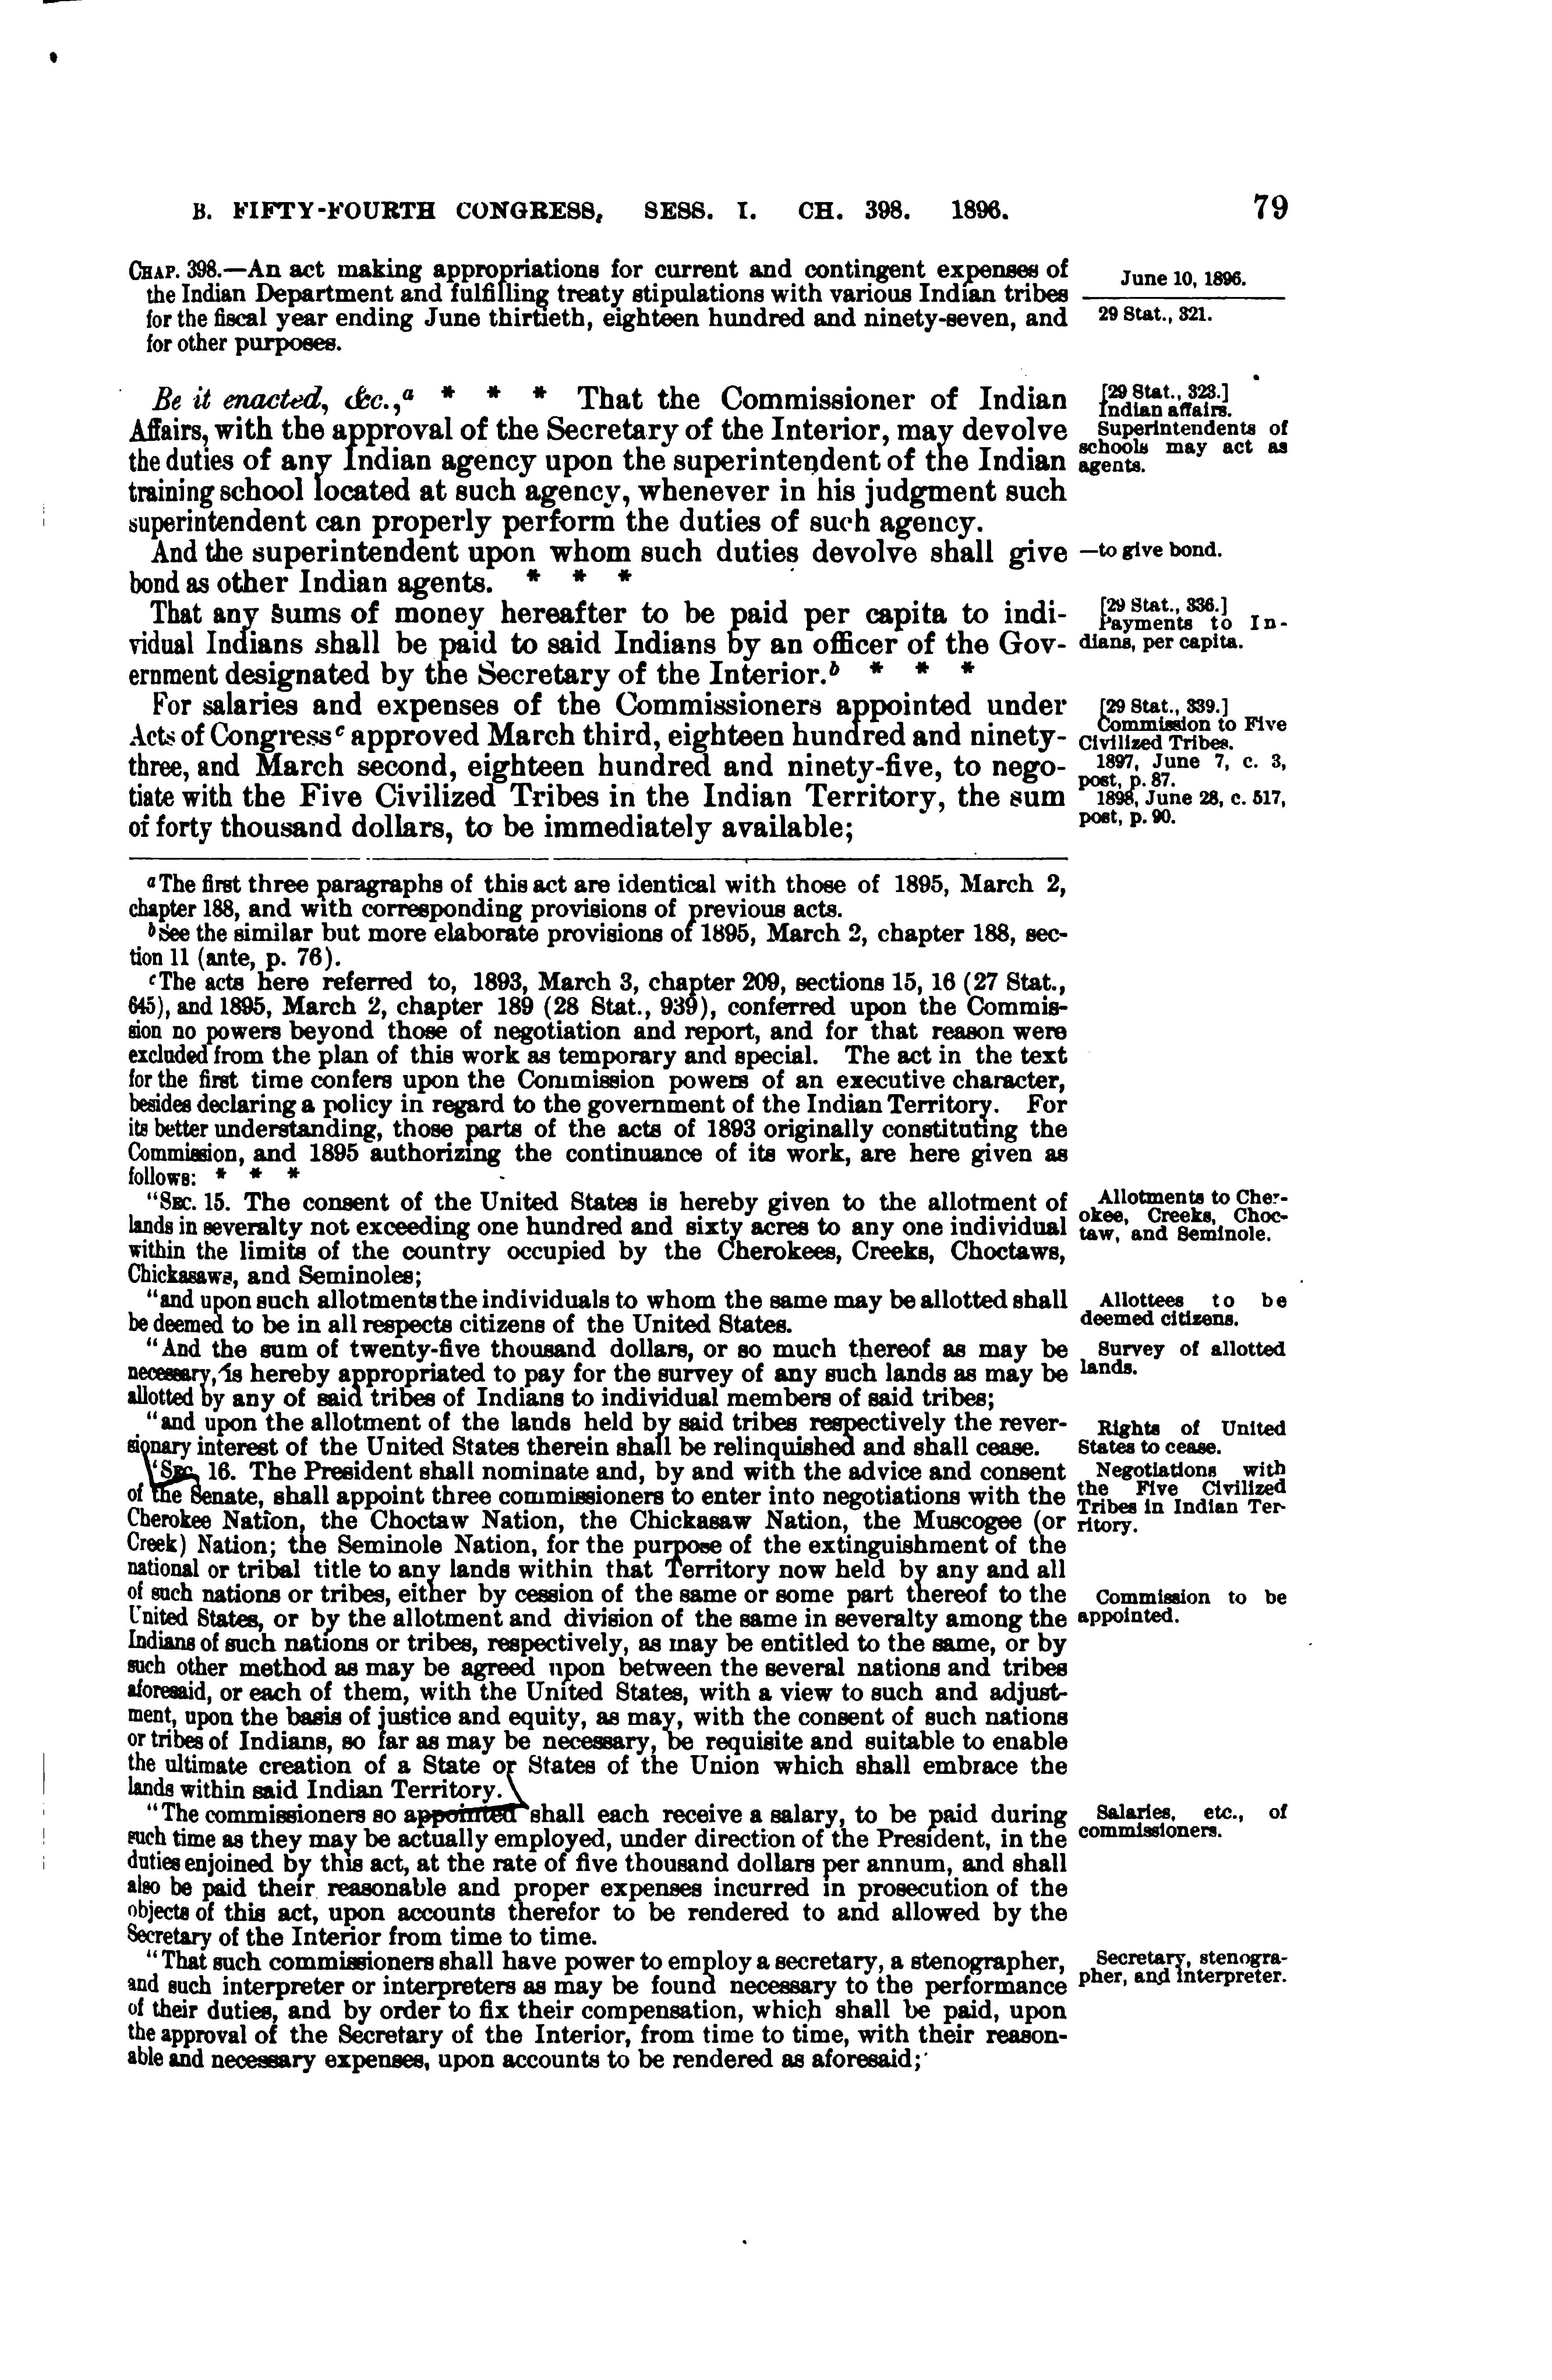 B. FIFTY-FOURTH CONGRESS, SESS. I. CH. 398. 1896. 79
CHAP. 398.—An act making appropriations for current and contingent expenses of
the Indian Department and fulfilling treaty stipulations with various Indian tribes
for the fiscal year ending June thirtieth, eighteen hundred and ninety-seven, and
for other purposes.
June 10, 1896.
29 Stat., 321.
Be it enacted, &c.,a * * * That the Commissioner of Indian
Affairs, with the approval of the Secretary of the Interior, may devolve
the duties of any Indian agency upon the superintendent of the Indian
training school located at such agency, whenever in his judgment such
superintendent can properly perform the duties of such agency.
[29 Stat., 323.]
Indian affairs.
Superintendents of
schools may act as
agents.
And the superintendent upon whom such duties devolve shall give
bond as other Indian agents. * * *
—to give bond.
That any sums of money hereafter to be paid per capita to indi-
vidual Indians shall be paid to said Indians by an officer of the Gov-
ernment designated by the Secretary of the Interior.b * * *
[29 Stat., 336.]
Payments to In-
dians, per capita.
For salaries and expenses of the Commissioners appointed under
Acts of Congress c approved March third, eighteen hundred and ninety-
three, and March second, eighteen hundred and ninety-five, to nego-
tiate with the Five Civilized Tribes in the Indian Territory, the sum
of forty thousand dollars, to be immediately available;
[29 Stat., 339.]
Commission to Five
Civilized Tribes.
1897, June 7, c. 3,
post, p. 87.
1898, June 28, c. 517,
post, p. 90.
a The first three paragraphs of this act are identical with those of 1895, March 2,
chapter 188, and with corresponding provisions of previous acts.
b See the similar but more elaborate provisions of 1895, March 2, chapter 188, sec-
tion 11 (ante, p. 76).
c The acts here referred to, 1893, March 3, chapter 209, sections 15, 16 (27 Stat.,
645), and 1895, March 2, chapter 189 (28 Stat., 939), conferred upon the Commis-
sion no powers beyond those of negotiation and report, and for that reason were
excluded from the plan of this work as temporary and special. The act in the text
for the first time confers upon the Commission powers of an executive character,
besides declaring a policy in regard to the government of the Indian Territory. For
its better understanding, those parts of the acts of 1893 originally constituting the
Commission, and 1895 authorizing the continuance of its work, are here given as
follows: * * *
"SEC. 15. The consent of the United States is hereby given to the allotment of
lands in severalty not exceeding one hundred and sixty acres to any one individual
within the limits of the country occupied by the Cherokees, Creeks, Choctaws,
Chickasaws, and Seminoles;
Allotments to Cher-
okee, Creeks, Choc-
taw, and Seminole.
"and upon such allotments the individuals to whom the same may be allotted shall
be deemed to be in all respects citizens of the United States.
Allottees to be
deemed citizens.
"And the sum of twenty-five thousand dollars, or so much thereof as may be
necessary, is hereby appropriated to pay for the survey of any such lands as may be
allotted by any of said tribes of Indians to individual members of said tribes;
Survey of allotted
lands.
"and upon the allotment of the lands held by said tribes respectively the rever-
sionary interest of the United States therein shall be relinquished and shall cease.
Rights of United
States to cease.
"SEC. 16. The President shall nominate and, by and with the advice and consent
of the Senate, shall appoint three commissioners to enter into negotiations with the
Cherokee Nation, the Choctaw Nation, the Chickasaw Nation, the Muscogee (or
Creek) Nation; the Seminole Nation, for the purpose of the extinguishment of the
national or tribal title to any lands within that Territory now held by any and all
of such nations or tribes, either by cession of the same or some part thereof to the
United States, or by the allotment and division of the same in severalty among the
Indians of such nations or tribes, respectively, as may be entitled to the same, or by
such other method as may be agreed upon between the several nations and tribes
aforesaid, or each of them, with the United States, with a view to such and adjust-
ment, upon the basis of justice and equity, as may, with the consent of such nations
or tribes of Indians, so far as may be necessary, be requisite and suitable to enable
the ultimate creation of a State or States of the Union which shall embrace the
lands within said Indian Territory.
Negotiations with
the Five Civilized
Tribes in Indian Ter-
ritory.
Commission to be
appointed.
"The commissioners so appointed shall each receive a salary, to be paid during
such time as they may be actually employed, under direction of the President, in the
duties enjoined by this act, at the rate of five thousand dollars per annum, and shall
also be paid their reasonable and proper expenses incurred in prosecution of the
objects of this act, upon accounts therefor to be rendered to and allowed by the
Secretary of the Interior from time to time.
Salaries, etc., of
commissioners.
"That such commissioners shall have power to employ a secretary, a stenographer,
and such interpreter or interpreters as may be found necessary to the performance
of their duties, and by order to fix their compensation, which shall be paid, upon
the approval of the Secretary of the Interior, from time to time, with their reason-
able and necessary expenses, upon accounts to be rendered as aforesaid;
Secretary, stenogra-
pher, and interpreter.